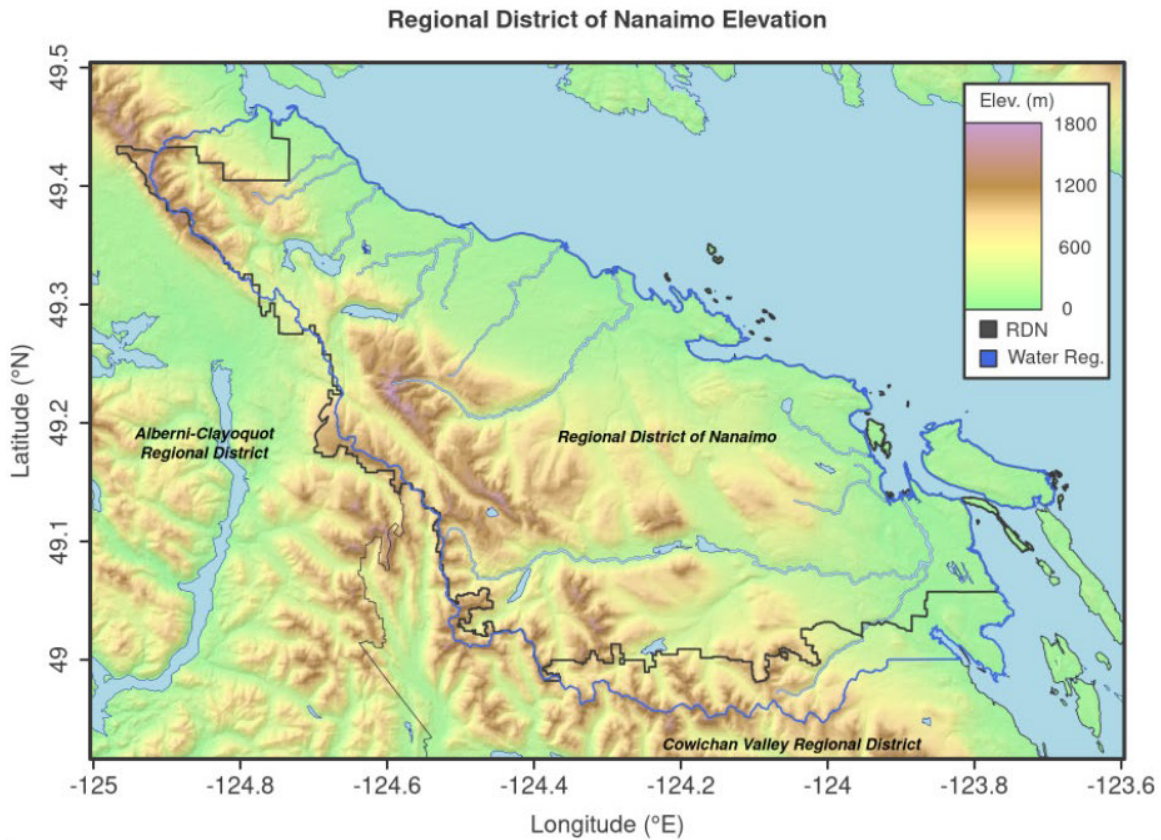 Regional District of Nanaimo Elevation
49.5
49.4
49.3
49.2
49.1
49
Latitude (°N)
Elev. (m)
1800
1200
600
0
RDN
Water Reg.
Alberni-Clayoquot
Regional District
Regional District of Nanaimo
Cowichan Valley Regional District
-125
-124.8
-124.6
-124.4
-124.2
-124
-123.8
-123.6
Longitude (°E)